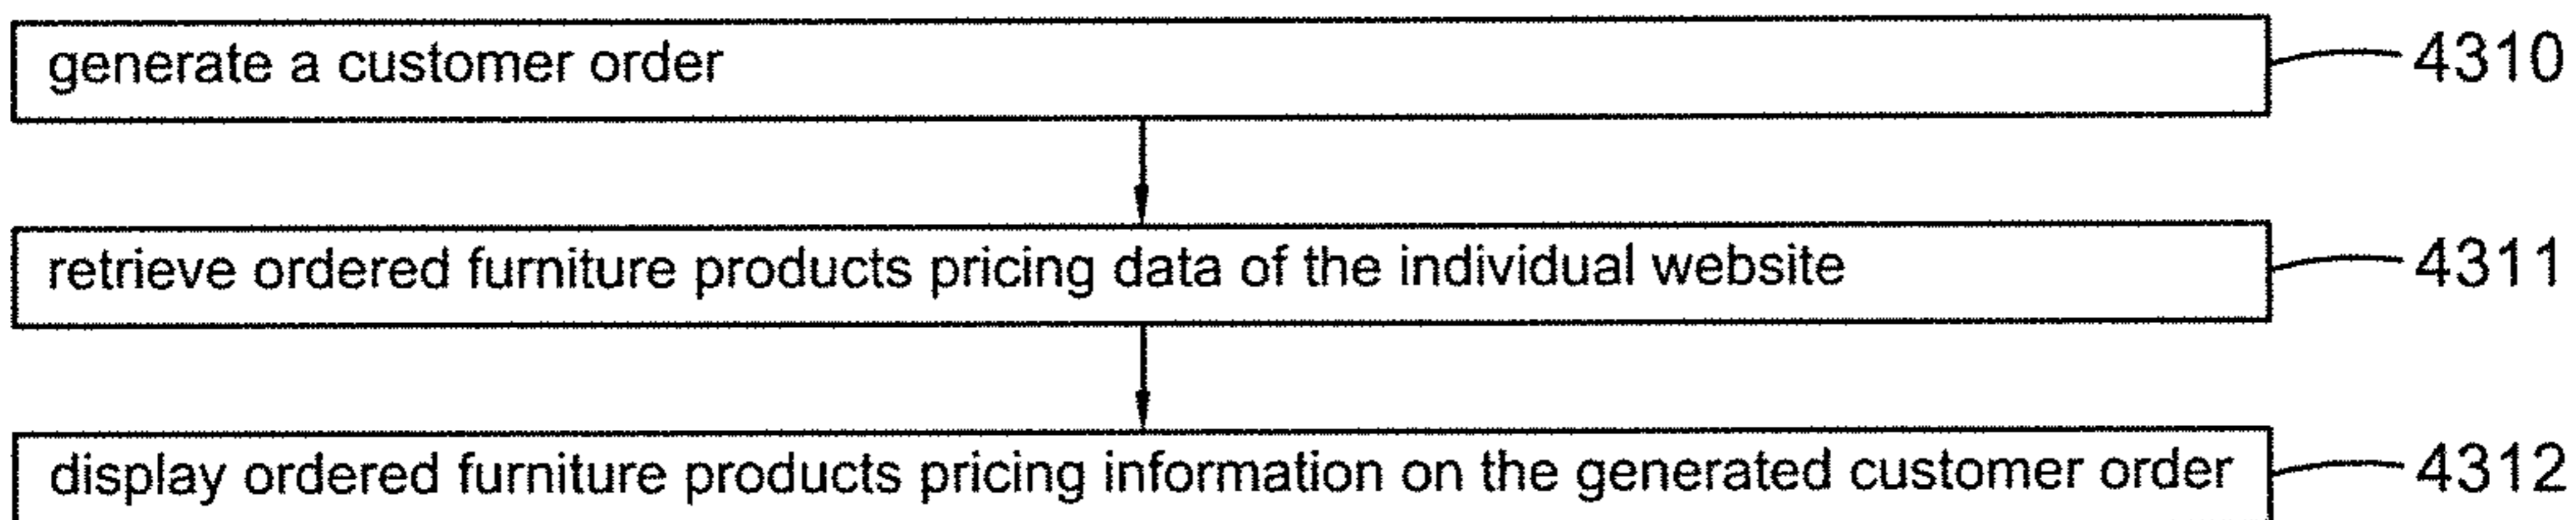 generate a customer order 4310
retrieve ordered furniture products pricing data of the individual website 4311
display ordered furniture products pricing information on the generated customer order 4312